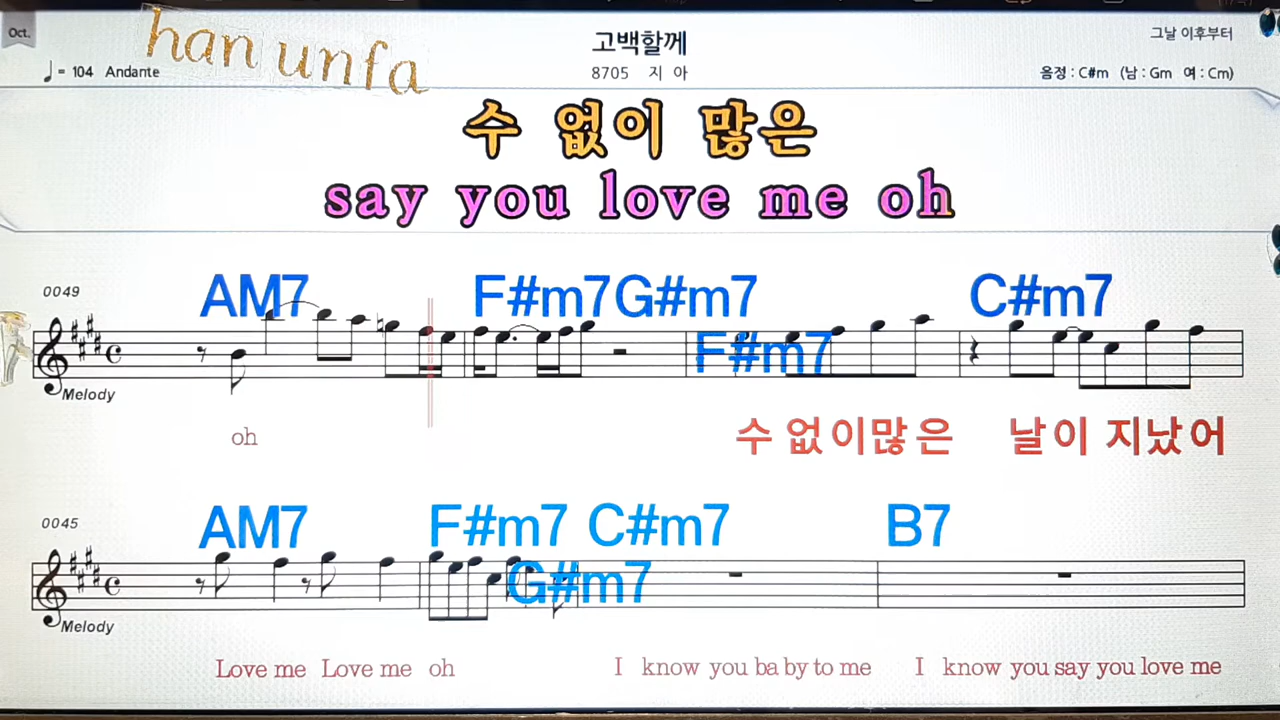 Oct.
han unfa
고백할께
그날 이후부터
♩= 104 Andante
8705 지 아
음정 : C#m (남 : Gm 여 : Cm)
수 없이 많은
say you love me oh
0049
AM7 F#m7 G#m7 C#m7
F#m7
Melody
oh 수 없 이 많 은 날 이 지 났 어
0045
AM7 F#m7 C#m7 B7
G#m7
Melody
Love me Love me oh I know you ba by to me I know you say you love me